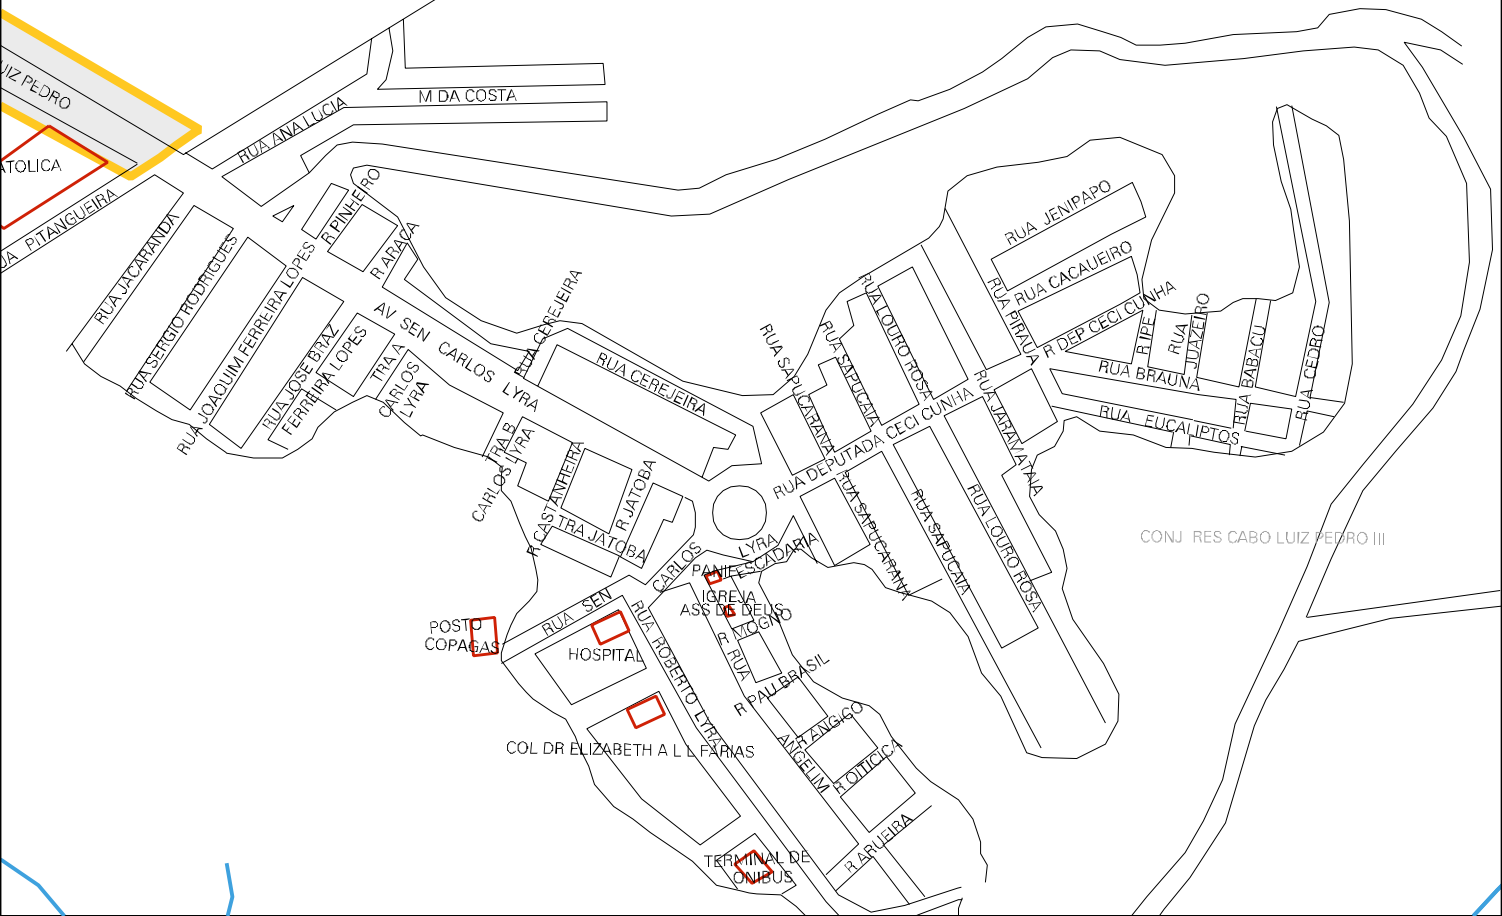 UIZ PEDRO
ATOLICA
UA PITANGUEIRA
RUA ANA LUCIA
M DA COSTA
RUA JACARANDA
RUA SERGIO RODRIGUES
RUA JOAQUIM FERREIRA LOPES
R PINHEIRO
R ARACA
RUA JOSE BRAZ
FERREIRA LOPES
TRA A
CARLOS
LYRA
AV SEN CARLOS LYRA
RUA CEREJEIRA
RUA CEREJEIRA
TRA B
CARLOS LYRA
R CASTANHEIRA
R JATOBA
TRA JATOBA
RUA SAPUCARANA
RUA SAPUCAIA
RUA LOURO ROSA
RUA PIRAUA
RUA JENIPAPO
RUA CACAUEIRO
R DEP CECI CUNHA
R IPE
RUA
JUAZEIRO
RUA BRAUNA
RUA BABACU
RUA CEDRO
RUA EUCALIPTOS
RUA DEPUTADA CECI CUNHA
RUA JARAMATAIA
RUA SAPUCARANA
RUA SAPUCAIA
RUA LOURO ROSA
CONJ RES CABO LUIZ PEDRO III
RUA SEN CARLOS LYRA
ESCADARIA
PANIF
IGREJA
ASS DE DEUS
R MOGNO
POSTO
COPAGAS
HOSPITAL
RUA ROBERTO LYRA
RUA ANGELIM
R PAU BRASIL
R ANGICO
R OITICICA
R ARUEIRA
COL DR ELIZABETH A L L FARIAS
TERMINAL DE
ONIBUS